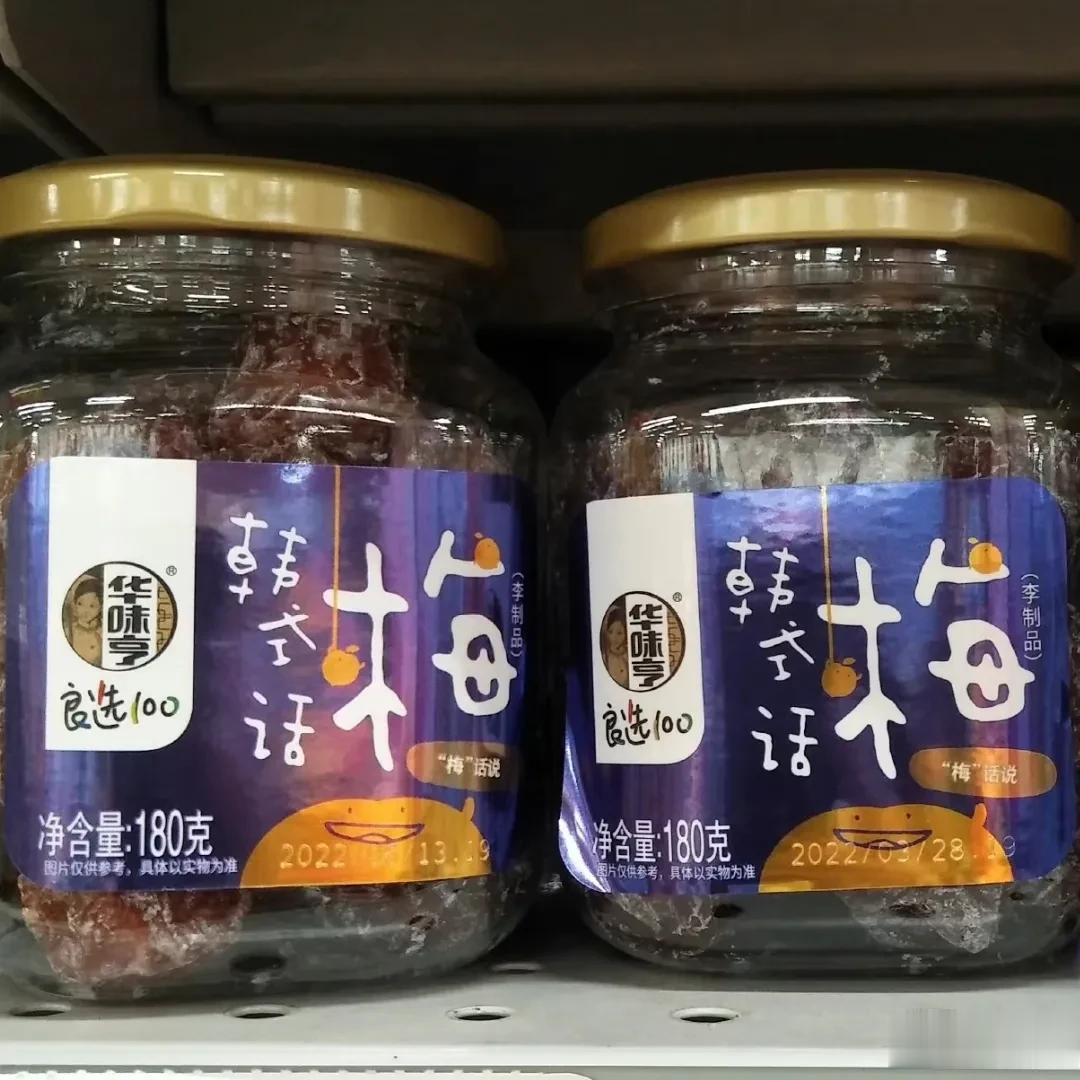 华味亨
®
良选100
韩式话
梅
(李制品)
“梅”话说
净含量:180克
图片仅供参考，具体以实物为准
华味亨
®
良选100
韩式话
梅
(李制品)
“梅”话说
净含量:180克
图片仅供参考，具体以实物为准
2022/03/28.19